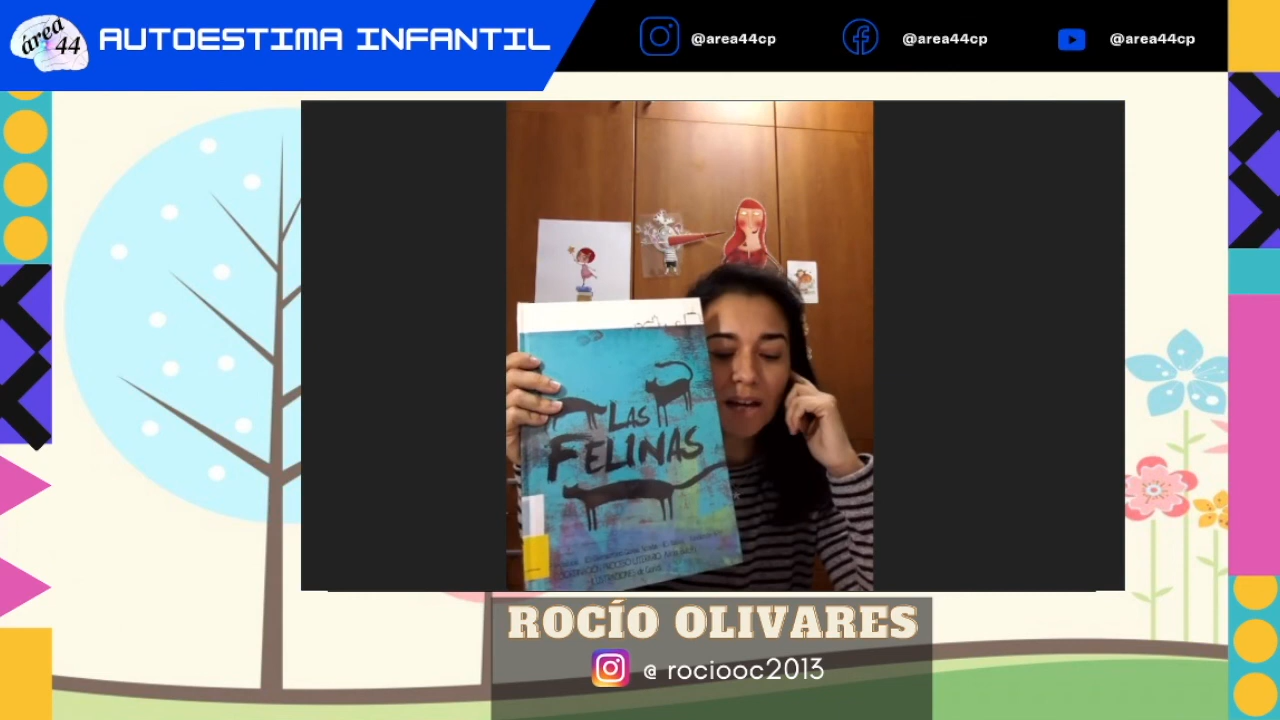 área
44
AUTOESTIMA INFANTIL
@area44cp
@area44cp
@area44cp
LAS
FELINAS
ROCÍO OLIVARES
@ rociooc2013